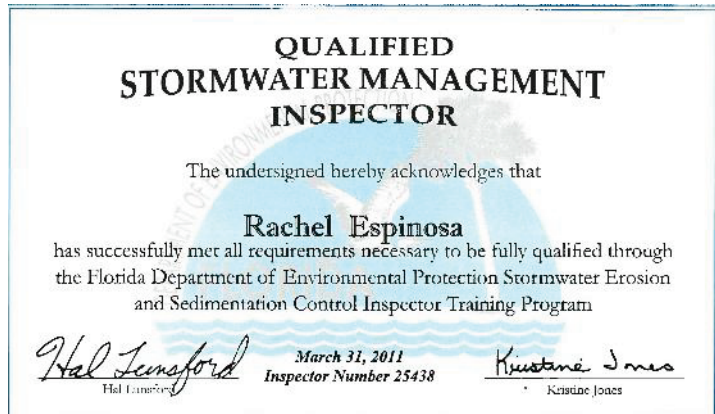 QUALIFIED
STORMWATER MANAGEMENT
INSPECTOR
The undersigned hereby acknowledges that
Rachel Espinosa
has successfully met all requirements necessary to be fully qualified through
the Florida Department of Environmental Protection Stormwater Erosion
and Sedimentation Control Inspector Training Program
Hal Lunsford
Kristine Jones
March 31, 2011
Inspector Number 25438
Hal Lunsford
Kristine Jones